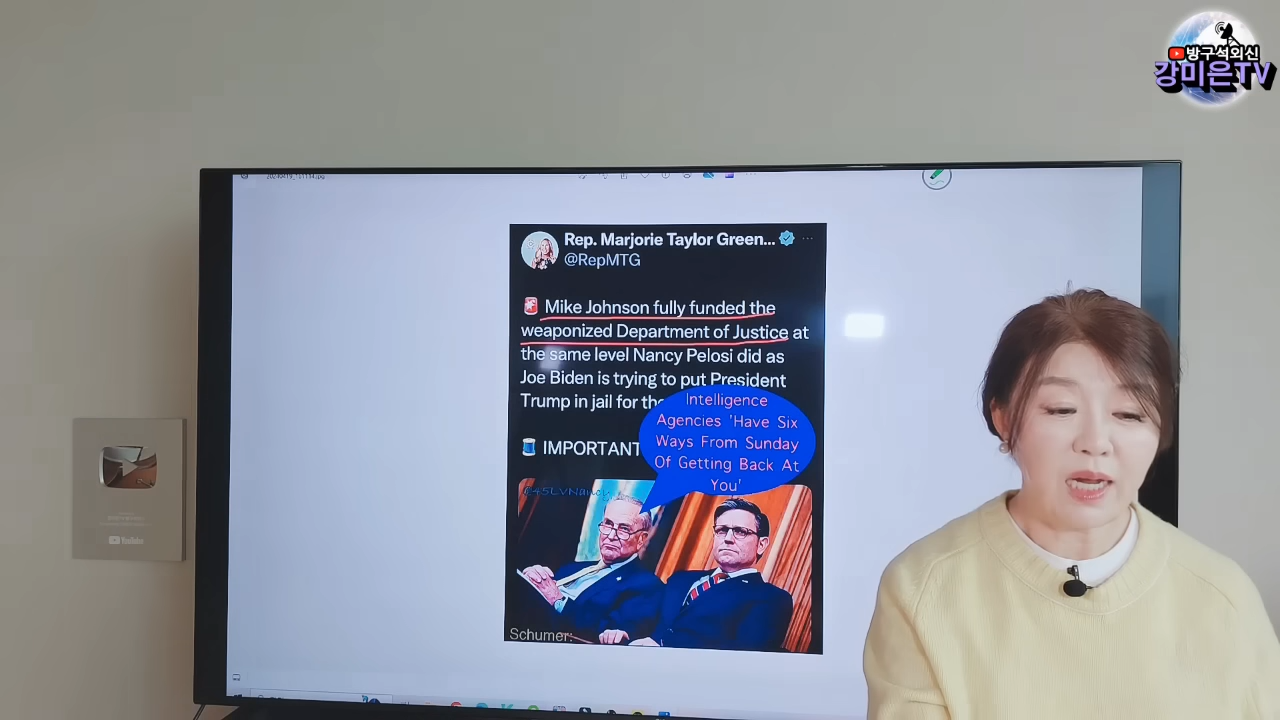 방구석외신
강미은TV
Rep. Marjorie Taylor Green...
@RepMTG
Mike Johnson fully funded the
weaponized Department of Justice at
the same level Nancy Pelosi did as
Joe Biden is trying to put President
Trump in jail for the
Intelligence
Agencies 'Have Six
Ways From Sunday
Of Getting Back At
You'
IMPORTANT
@45LVNancy
Schumer:
YouTube